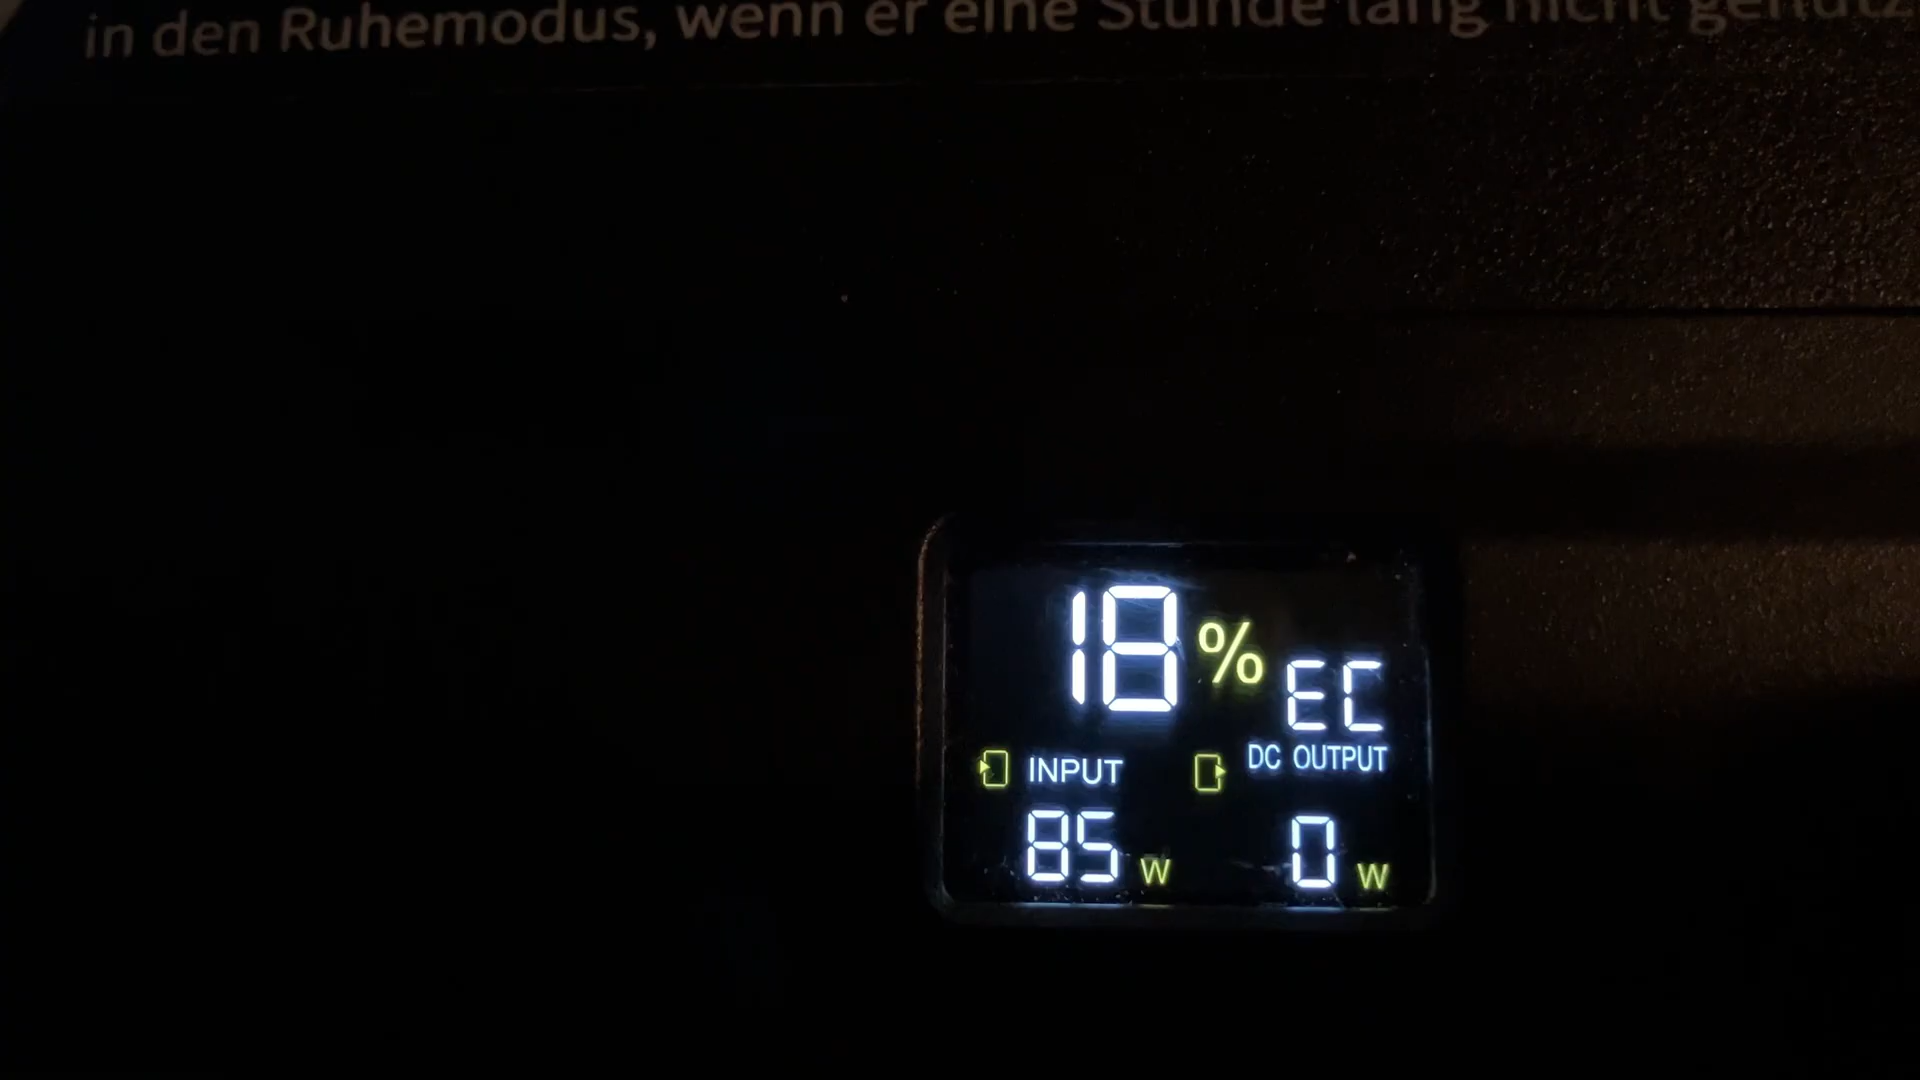 in den Ruhemodus, wenn er eine Stunde lang nicht genutz
18 %
EC
INPUT
DC OUTPUT
85 W
0 W